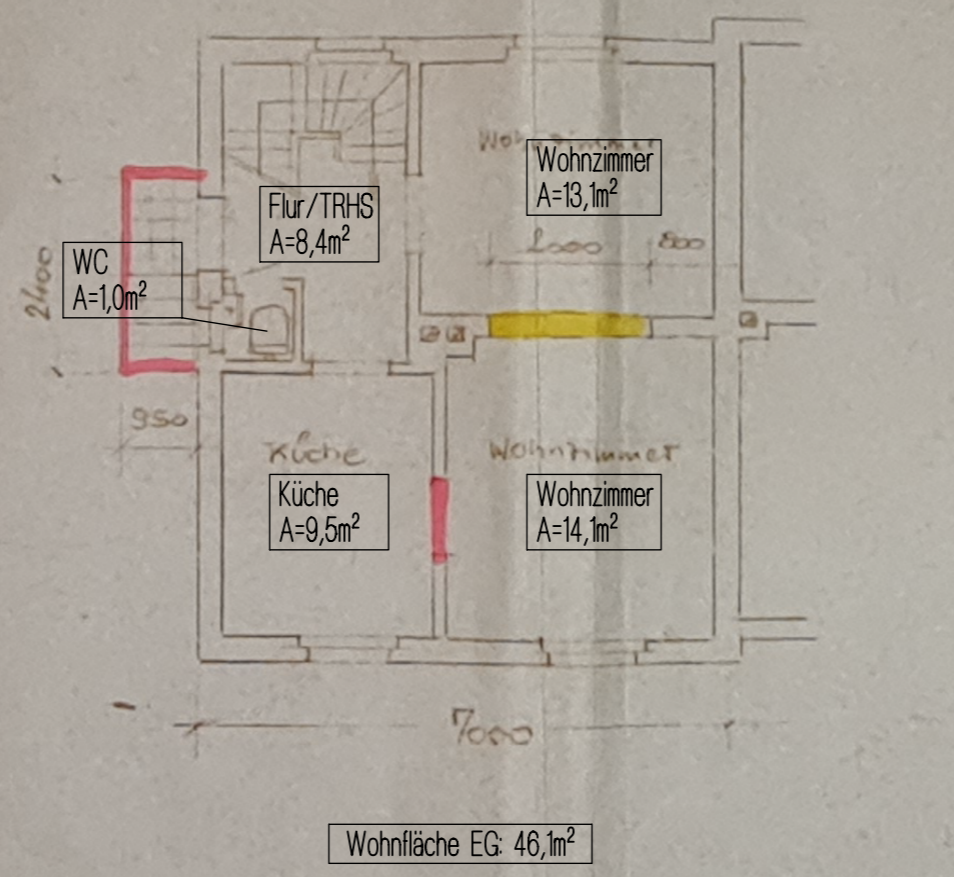 Wohnzimmer
Wohnzimmer
A=13,1m²
Flur/TRHS
A=8,4m²
2000
800
WC
A=1,0m²
2400
950
Küche
Wohnzimmer
Küche
A=9,5m²
Wohnzimmer
A=14,1m²
7000
Wohnfläche EG: 46,1m²